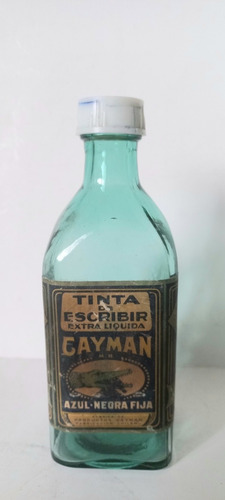 TINTA
DE
ESCRIBIR
EXTRA LIQUIDA
CAYMAN
M.R.
AZUL-NEGRA FIJA